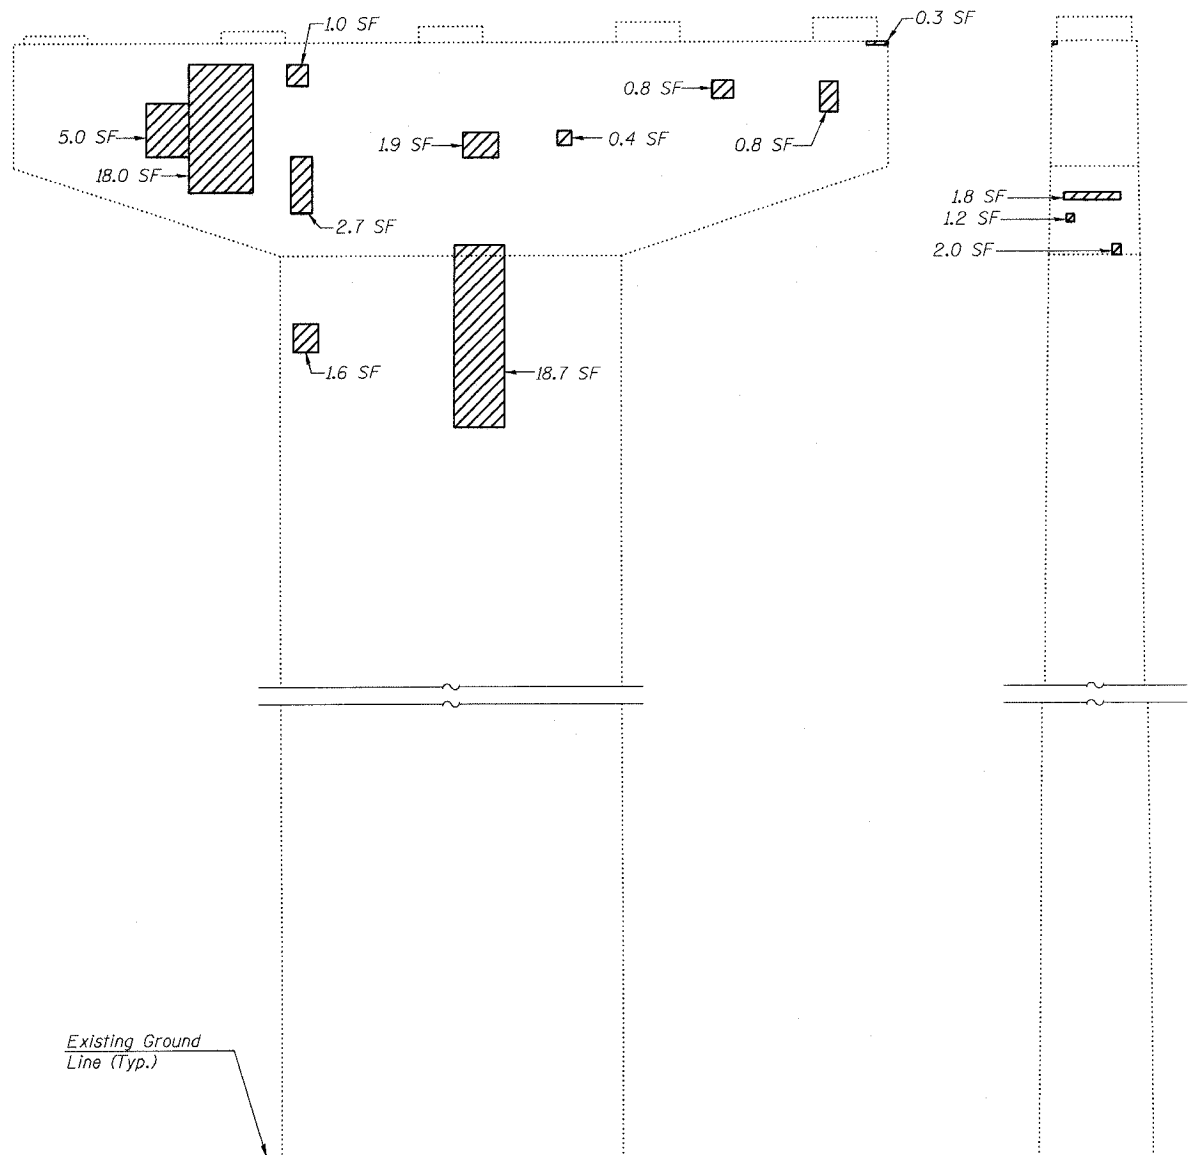 1.0 SF
0.3 SF
0.8 SF
5.0 SF
1.9 SF
0.4 SF
0.8 SF
18.0 SF
2.7 SF
1.8 SF
1.2 SF
2.0 SF
1.6 SF
18.7 SF
Existing Ground
Line (Typ.)